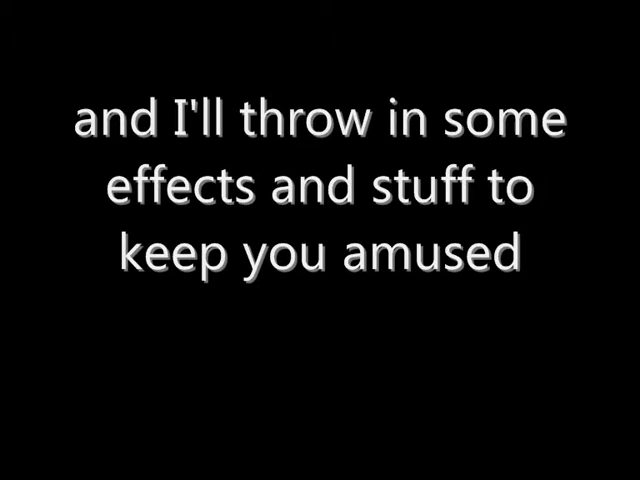 and I'll throw in some
effects and stuff to
keep you amused